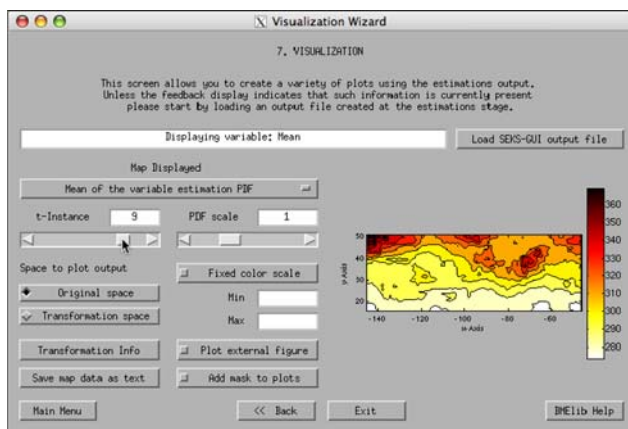 X Visualization Wizard
7. VISUALIZATION
This screen allows you to create a variety of plots using the estimations output.
Unless the feedback display indicates that such information is currently present
please start by loading an output file created at the estimations stage.
Displaying variable: Mean
Load SEKS-GUI output file
Map Displayed
Mean of the variable estimation PDF
t-Instance 9
PDF scale 1
Space to plot output
Original space
Transformation space
Fixed color scale
Min
Max
Transformation Info
Plot external figure
Save map data as text
Add mask to plots
y-Axis
50
40
30
20
-140 -120 -100 -80 -60
x-Axis
360
340
320
300
280
Main Menu
<< Back
Exit
BMElib Help